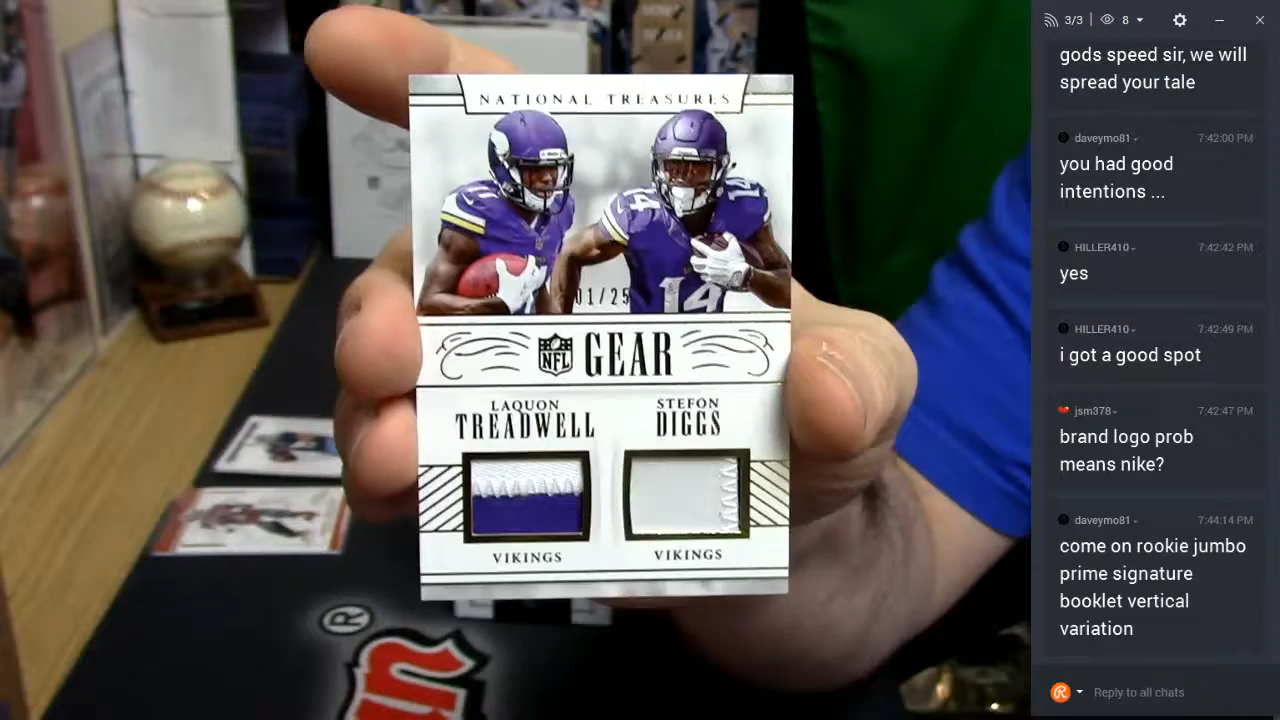 NATIONAL TREASURES
14
14
01/25
NFL GEAR
LAQUON
TREADWELL
STEFON
DIGGS
VIKINGS
VIKINGS
®
3/3
8
gods speed sir, we will
spread your tale
daveymo81
7:42:00 PM
you had good
intentions ...
HILLER410
7:42:42 PM
yes
HILLER410
7:42:49 PM
i got a good spot
jsm378
7:42:47 PM
brand logo prob
means nike?
daveymo81
7:44:14 PM
come on rookie jumbo
prime signature
booklet vertical
variation
Reply to all chats